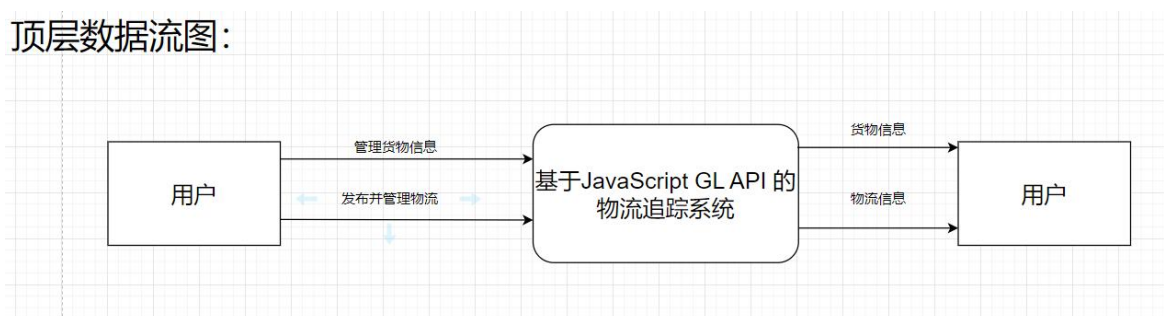 顶层数据流图：
管理货物信息
货物信息
用户
发布并管理物流
基于JavaScript GL API 的
物流追踪系统
物流信息
用户